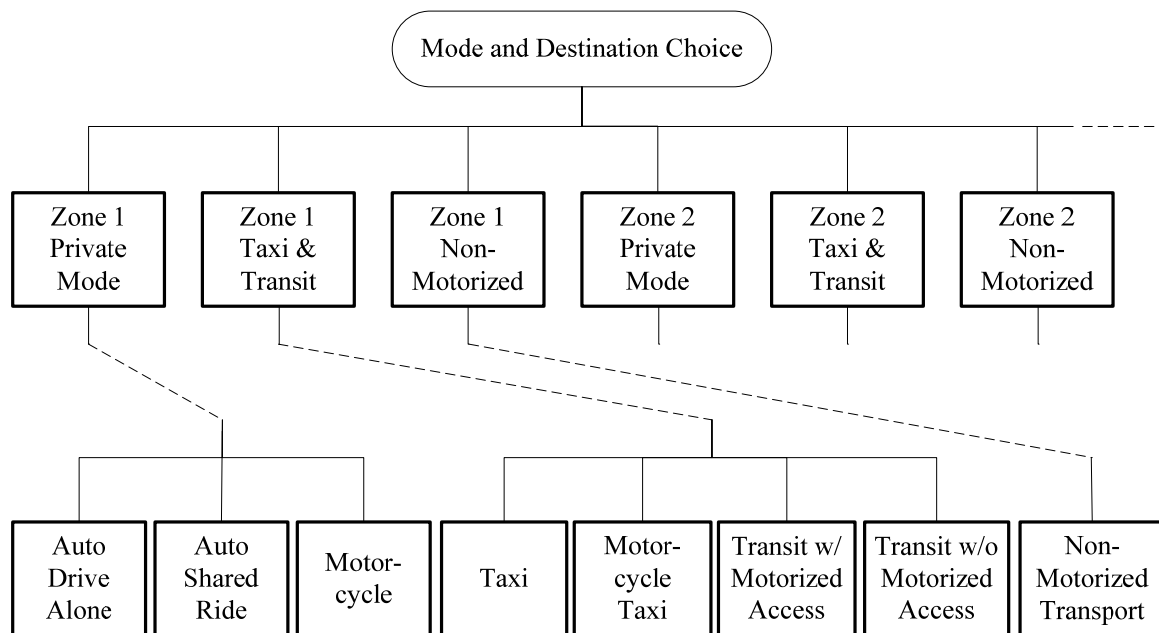 Mode and Destination Choice
Zone 1
Private
Mode
Zone 1
Taxi &
Transit
Zone 1
Non-
Motorized
Zone 2
Private
Mode
Zone 2
Taxi &
Transit
Zone 2
Non-
Motorized
Auto
Drive
Alone
Auto
Shared
Ride
Motor-
cycle
Taxi
Motor-
cycle
Taxi
Transit w/
Motorized
Access
Transit w/o
Motorized
Access
Non-
Motorized
Transport